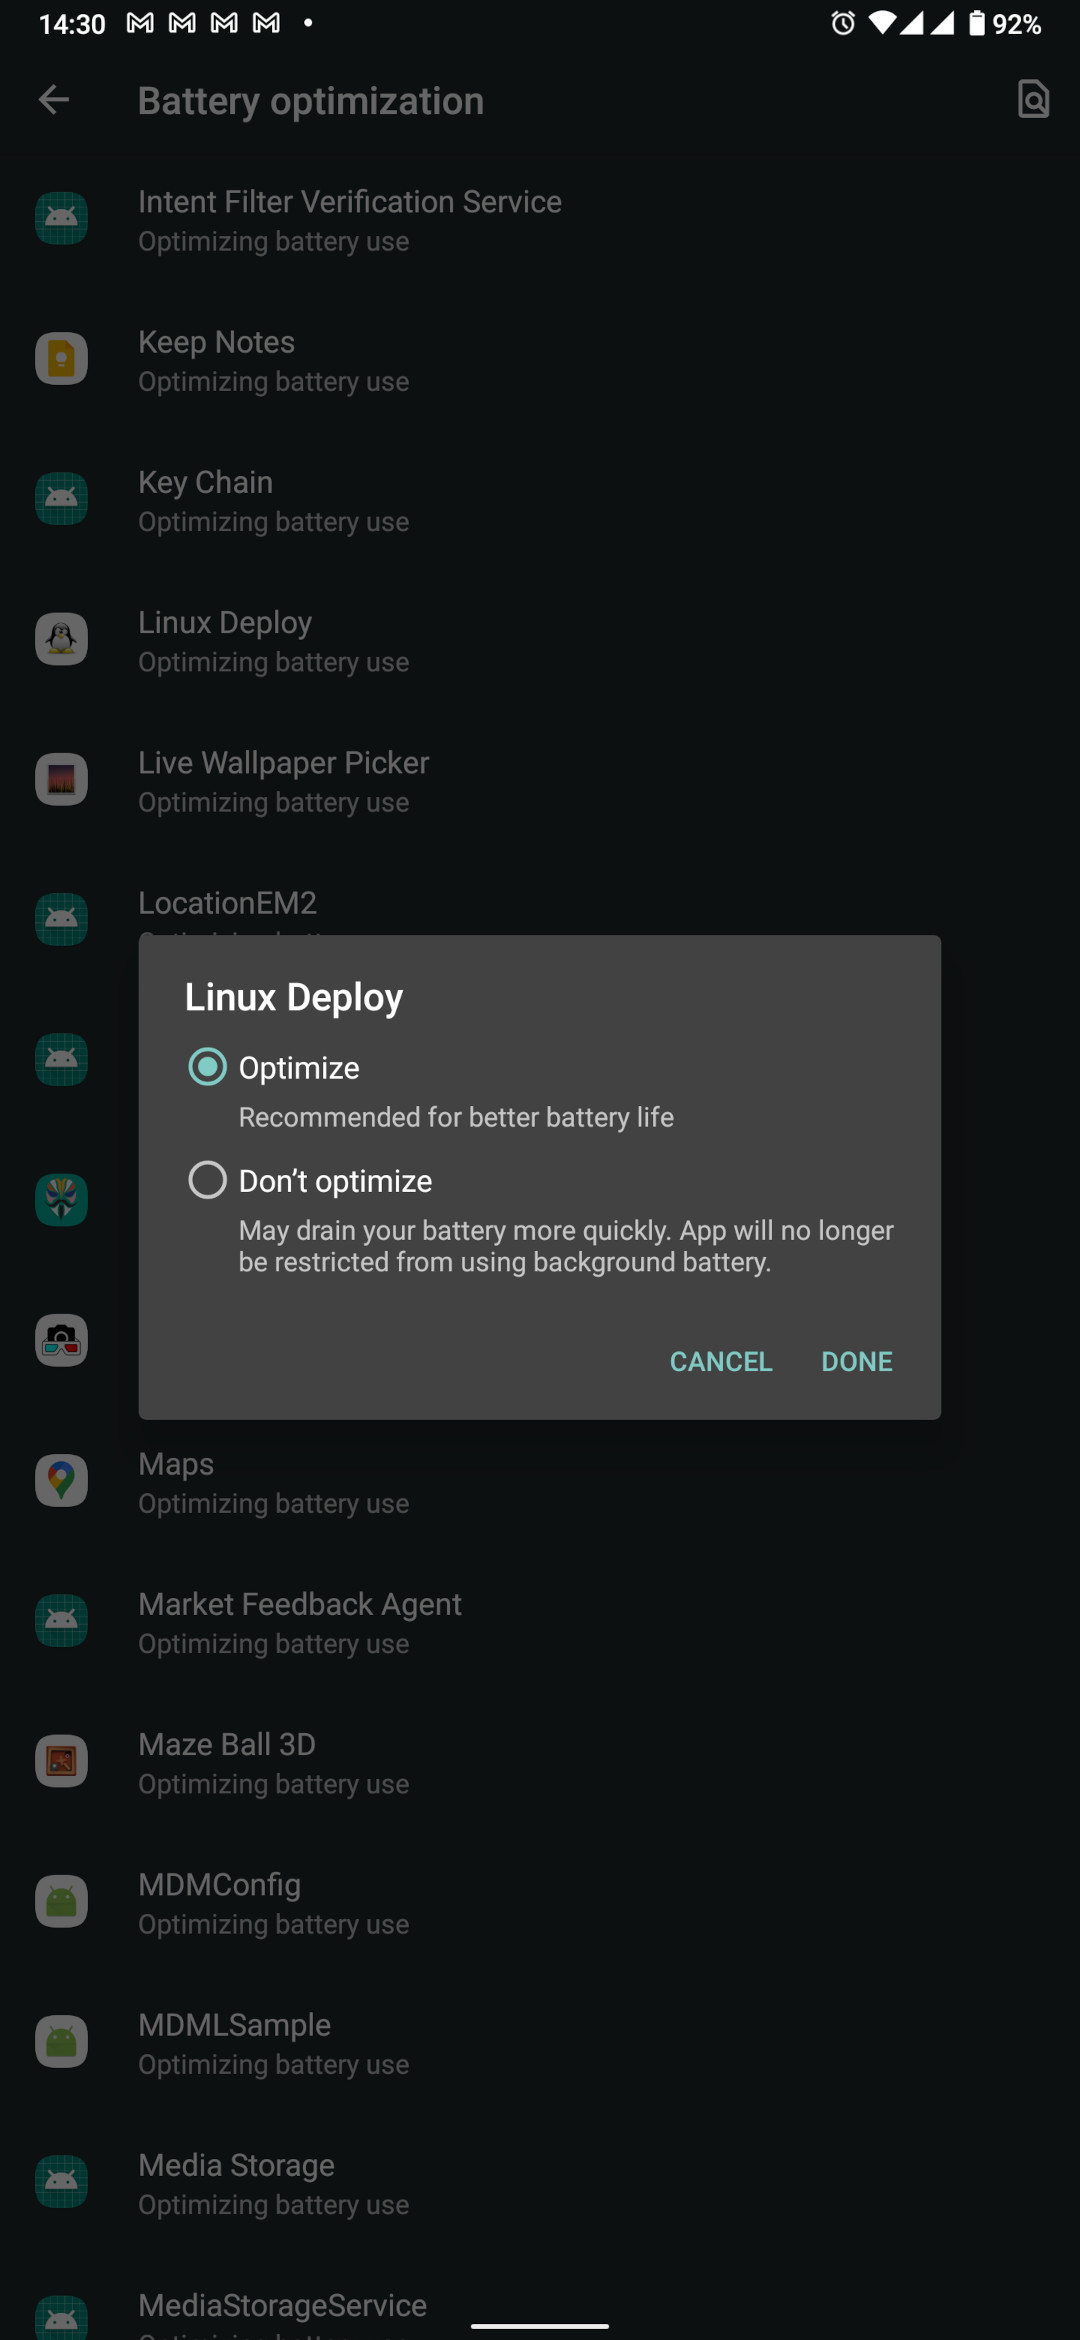 14:30
92%
Battery optimization
Intent Filter Verification Service
Optimizing battery use
Keep Notes
Optimizing battery use
Key Chain
Optimizing battery use
Linux Deploy
Optimizing battery use
Live Wallpaper Picker
Optimizing battery use
LocationEM2
Linux Deploy
Optimize
Recommended for better battery life
Don’t optimize
May drain your battery more quickly. App will no longer
be restricted from using background battery.
CANCEL DONE
Maps
Optimizing battery use
Market Feedback Agent
Optimizing battery use
Maze Ball 3D
Optimizing battery use
MDMConfig
Optimizing battery use
MDMLSample
Optimizing battery use
Media Storage
Optimizing battery use
MediaStorageService